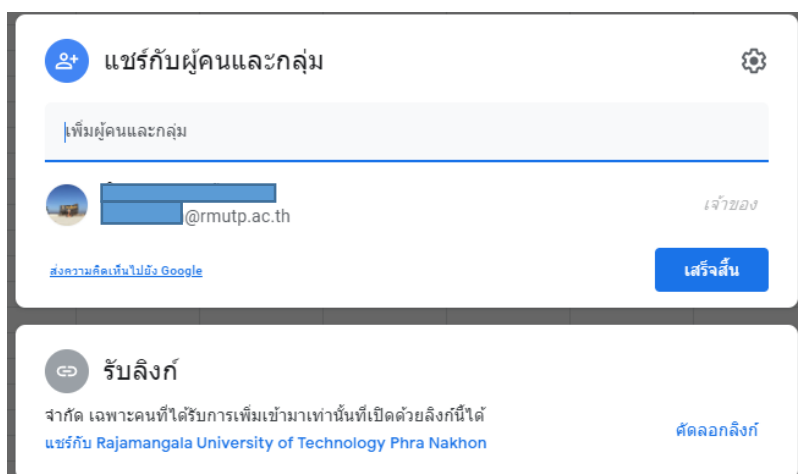 แชร์กับผู้คนและกลุ่ม
เพิ่มผู้คนและกลุ่ม
@rmutp.ac.th
เจ้าของ
ส่งความคิดเห็นไปยัง Google
เสร็จสิ้น
รับลิงก์
จำกัด เฉพาะคนที่ได้รับการเพิ่มเข้ามาเท่านั้นที่เปิดด้วยลิงก์นี้ได้
แชร์กับ Rajamangala University of Technology Phra Nakhon
คัดลอกลิงก์